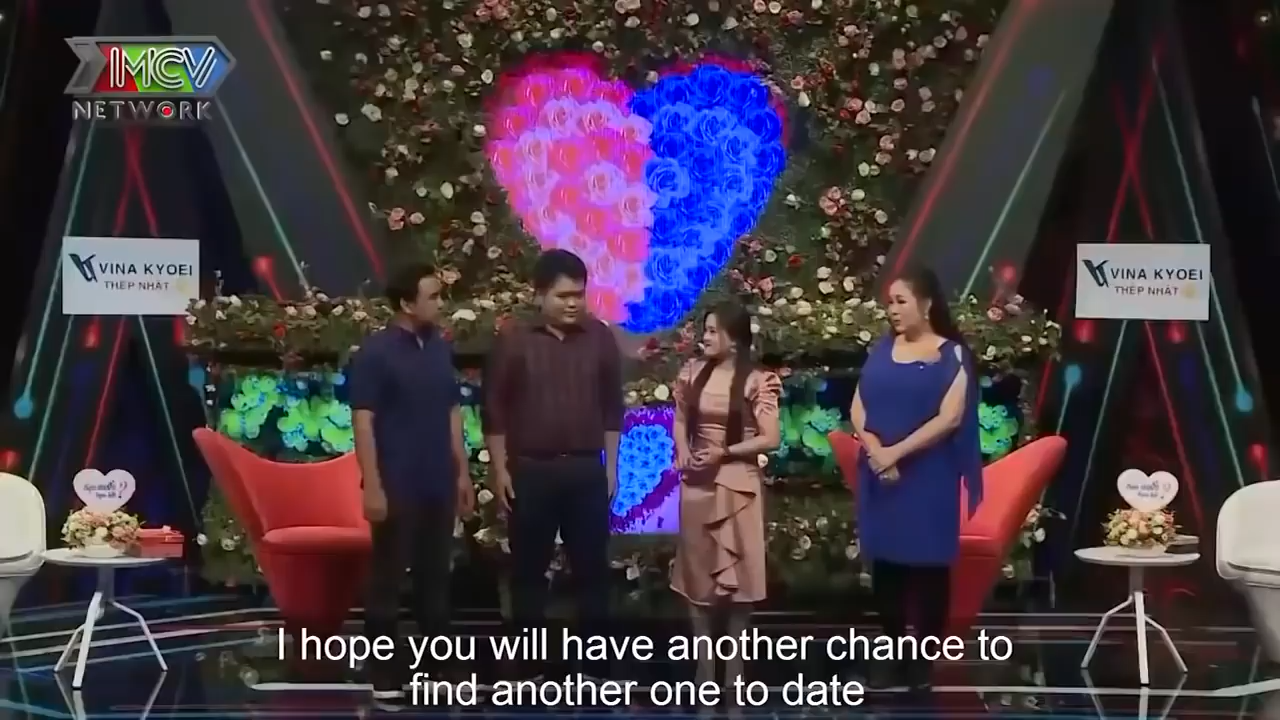 MCV
NETWORK
VINA KYOEI
THÉP NHẬT
VINA KYOEI
THÉP NHẬT
I hope you will have another chance to
find another one to date